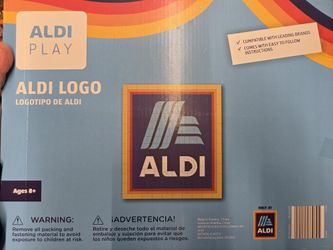 ALDI
PLAY
✓ COMPATIBLE WITH LEADING BRANDS
✓ COMES WITH EASY TO FOLLOW
INSTRUCTIONS
ALDI LOGO
LOGOTIPO DE ALDI
ALDI
Ages 8+
WARNING:
Remove all packing and
fastening material to avoid
exposure to children at risk.
¡ADVERTENCIA!
Retire y deseche todo el material de
embalaje y sujeción para evitar que
los niños queden expuestos a riesgos.
ALDI